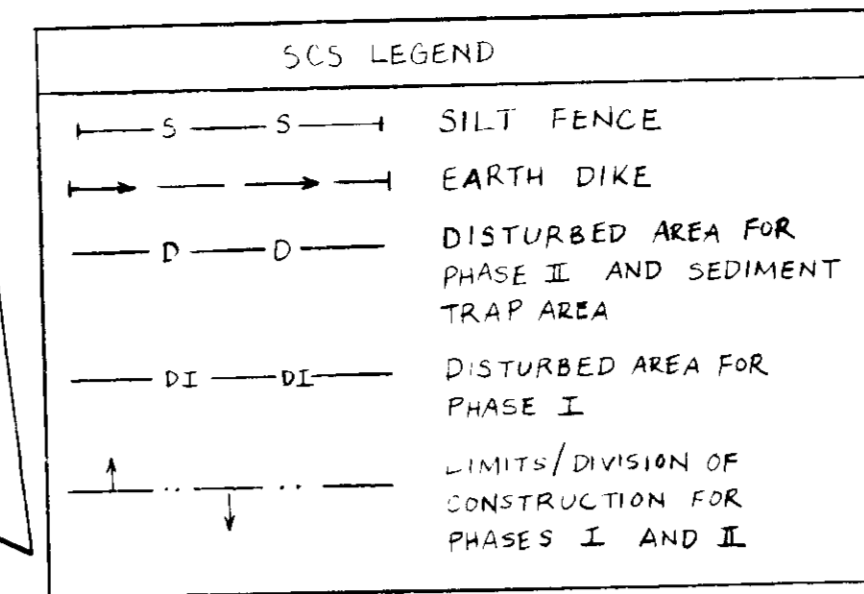 SCS LEGEND
S S SILT FENCE
EARTH DIKE
D D DISTURBED AREA FOR
PHASE II AND SEDIMENT
TRAP AREA
DI DI DISTURBED AREA FOR
PHASE I
LIMITS/DIVISION OF
CONSTRUCTION FOR
PHASES I AND II